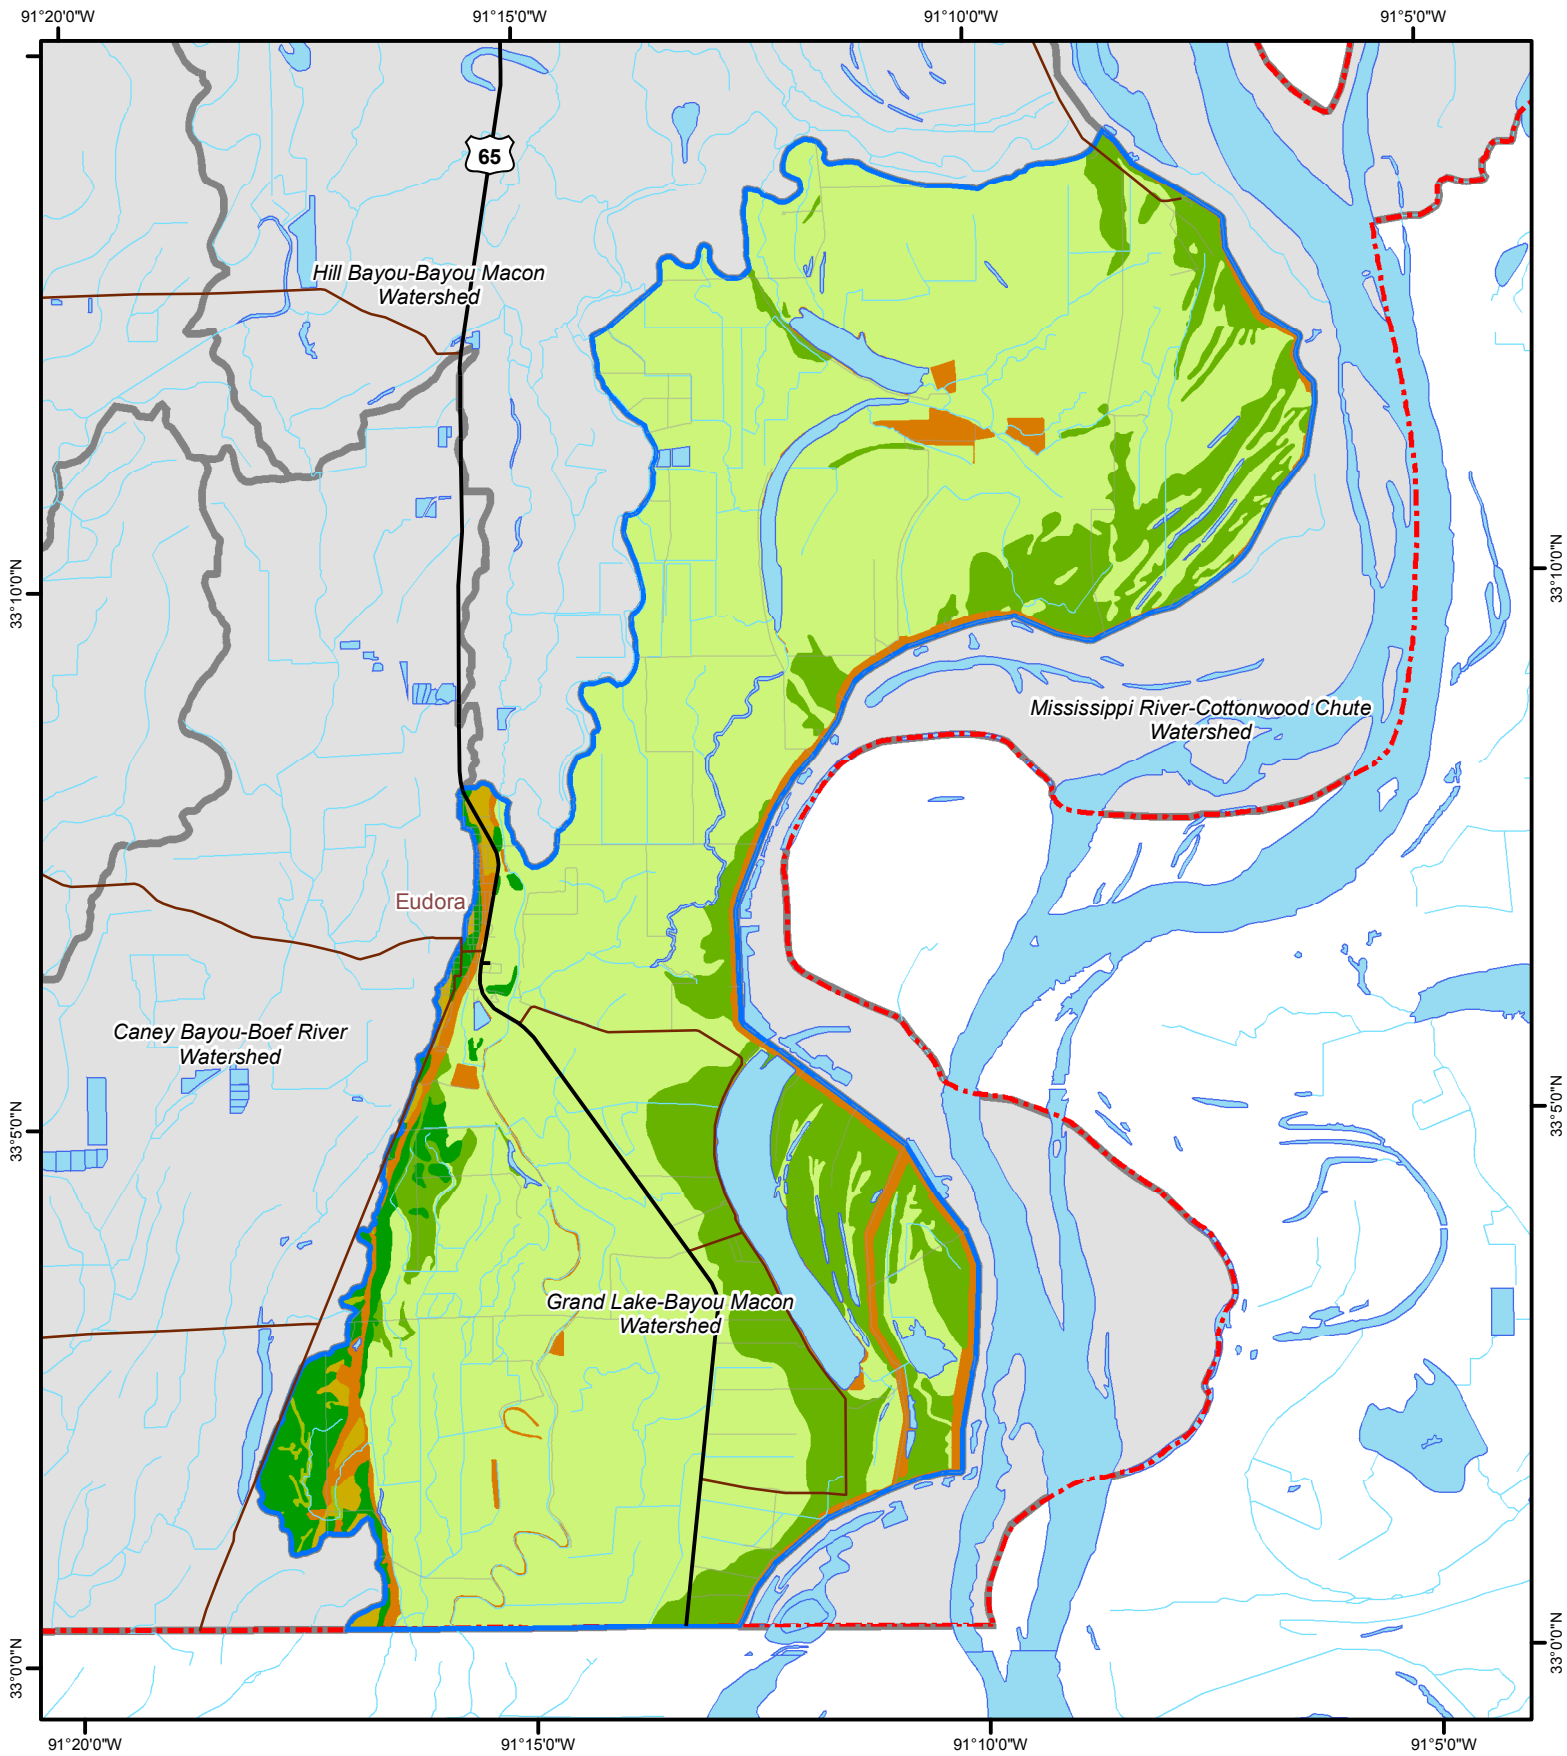 91°20'0"W
91°15'0"W
91°10'0"W
91°5'0"W
65
Hill Bayou-Bayou Macon
Watershed
33°10'0"N
33°10'0"N
Mississippi River-Cottonwood Chute
Watershed
Eudora
Caney Bayou-Boef River
Watershed
33°5'0"N
33°5'0"N
Grand Lake-Bayou Macon
Watershed
33°0'0"N
33°0'0"N
91°20'0"W
91°15'0"W
91°10'0"W
91°5'0"W